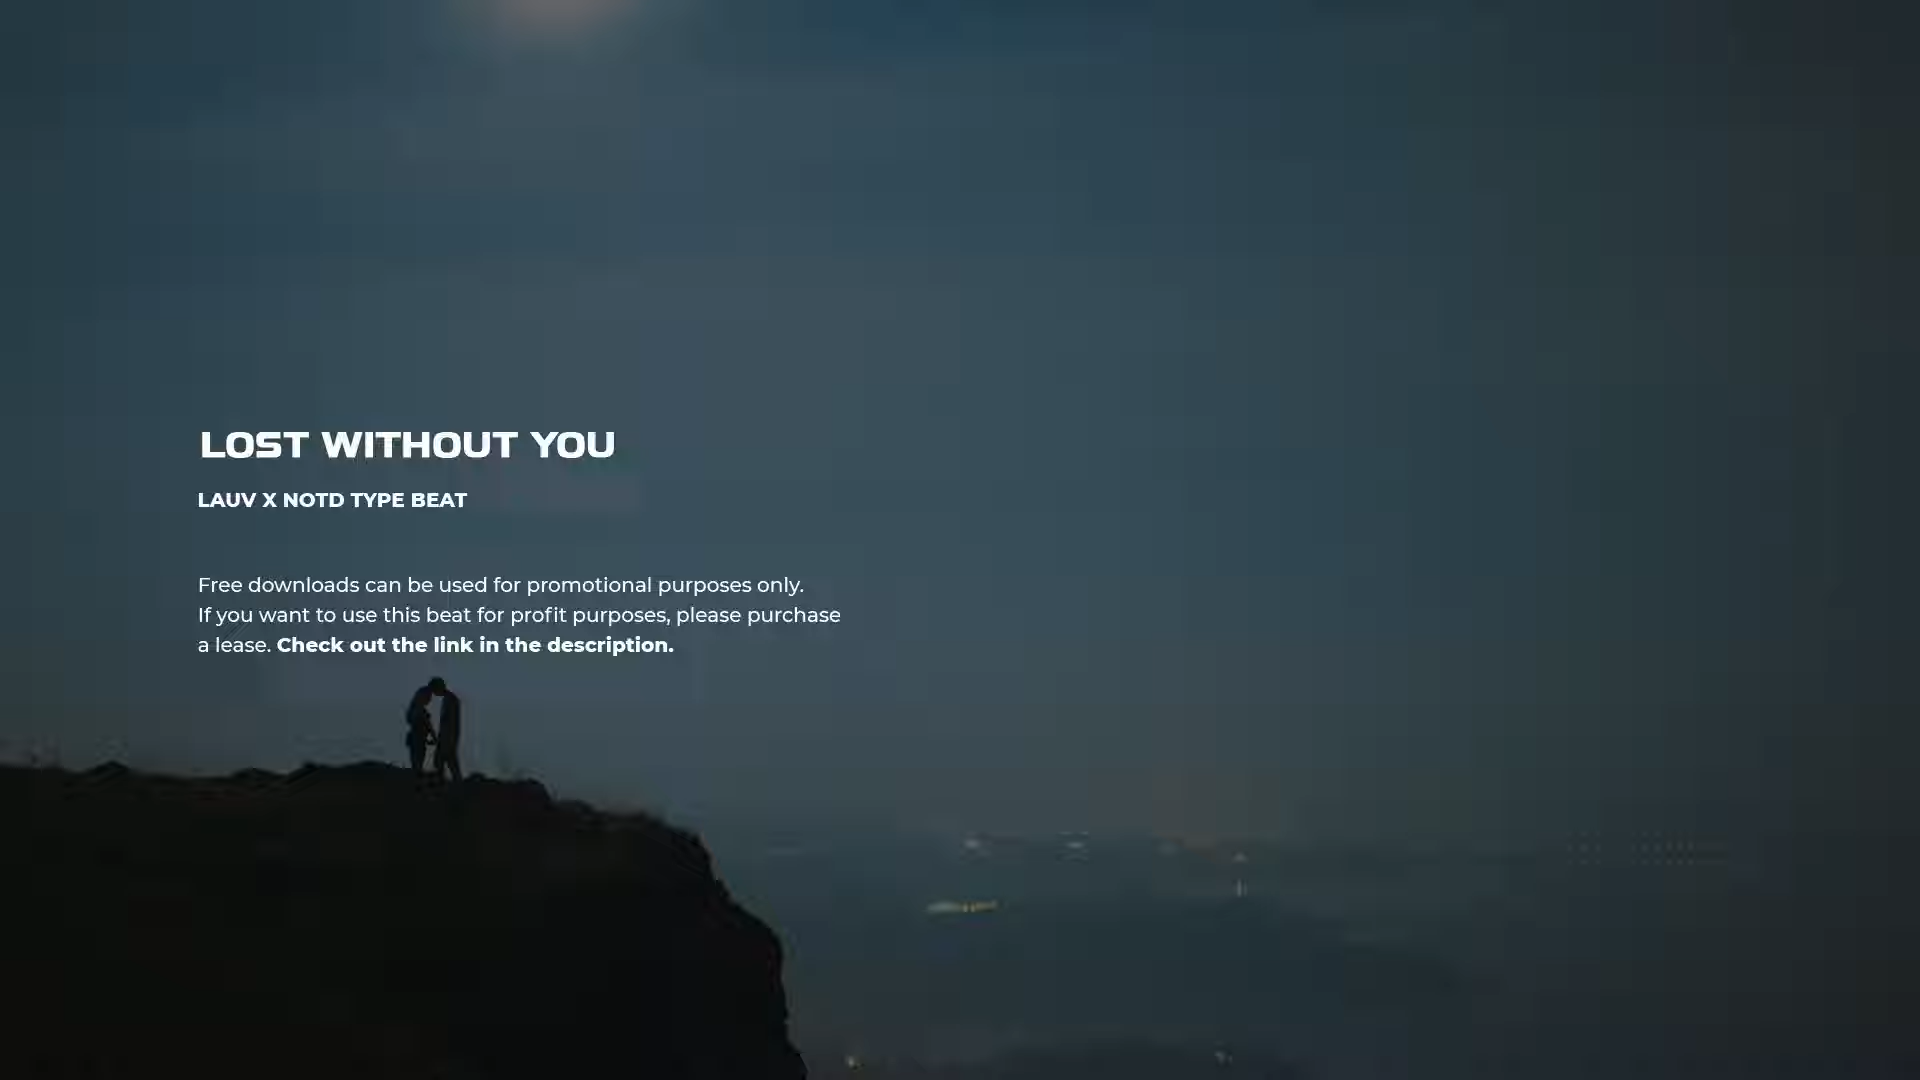 LOST WITHOUT YOU
LAUV X NOTD TYPE BEAT
Free downloads can be used for promotional purposes only.
If you want to use this beat for profit purposes, please purchase
a lease. Check out the link in the description.